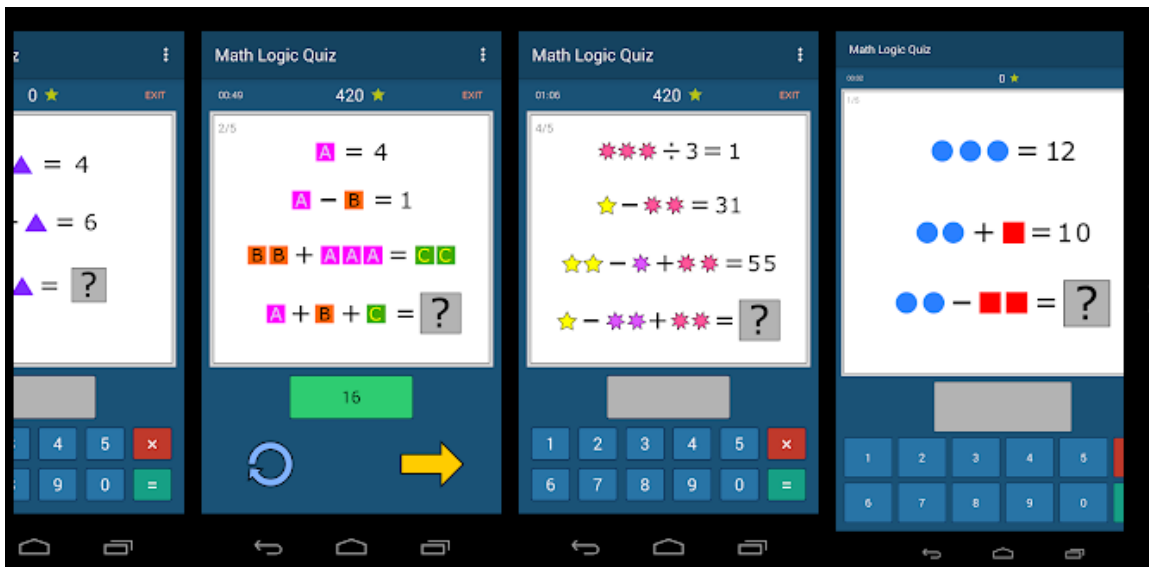 z
0 ★ EXIT
▲ = 4
▲ = 6
▲ = ?
4 5 ×
9 0 =
Math Logic Quiz
00:49 420 ★ EXIT
2/5
A = 4
A − B = 1
B B + A A A = C C
A + B + C = ?
16
Math Logic Quiz
01:06 420 ★ EXIT
4/5
÷ 3 = 1
− = 31
− + = 55
− + = ?
1 2 3 4 5 ×
6 7 8 9 0 =
Math Logic Quiz
0 ★
1/5
= 12
+ = 10
− = ?
1 2 3 4 5
6 7 8 9 0